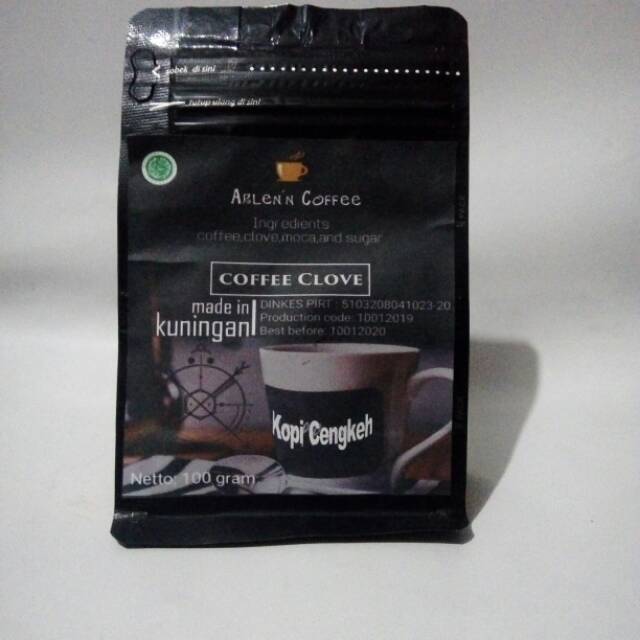 sobek di sini
tutup ulang di sini
Arlen'n Coffee
Ingredients
coffee,clove,moca,and sugar
COFFEE CLOVE
made in
kuningan
DINKES PIRT : 5103208041023-20
Production code: 10012019
Best before: 10012020
Kopi Cengkeh
Netto: 100 gram